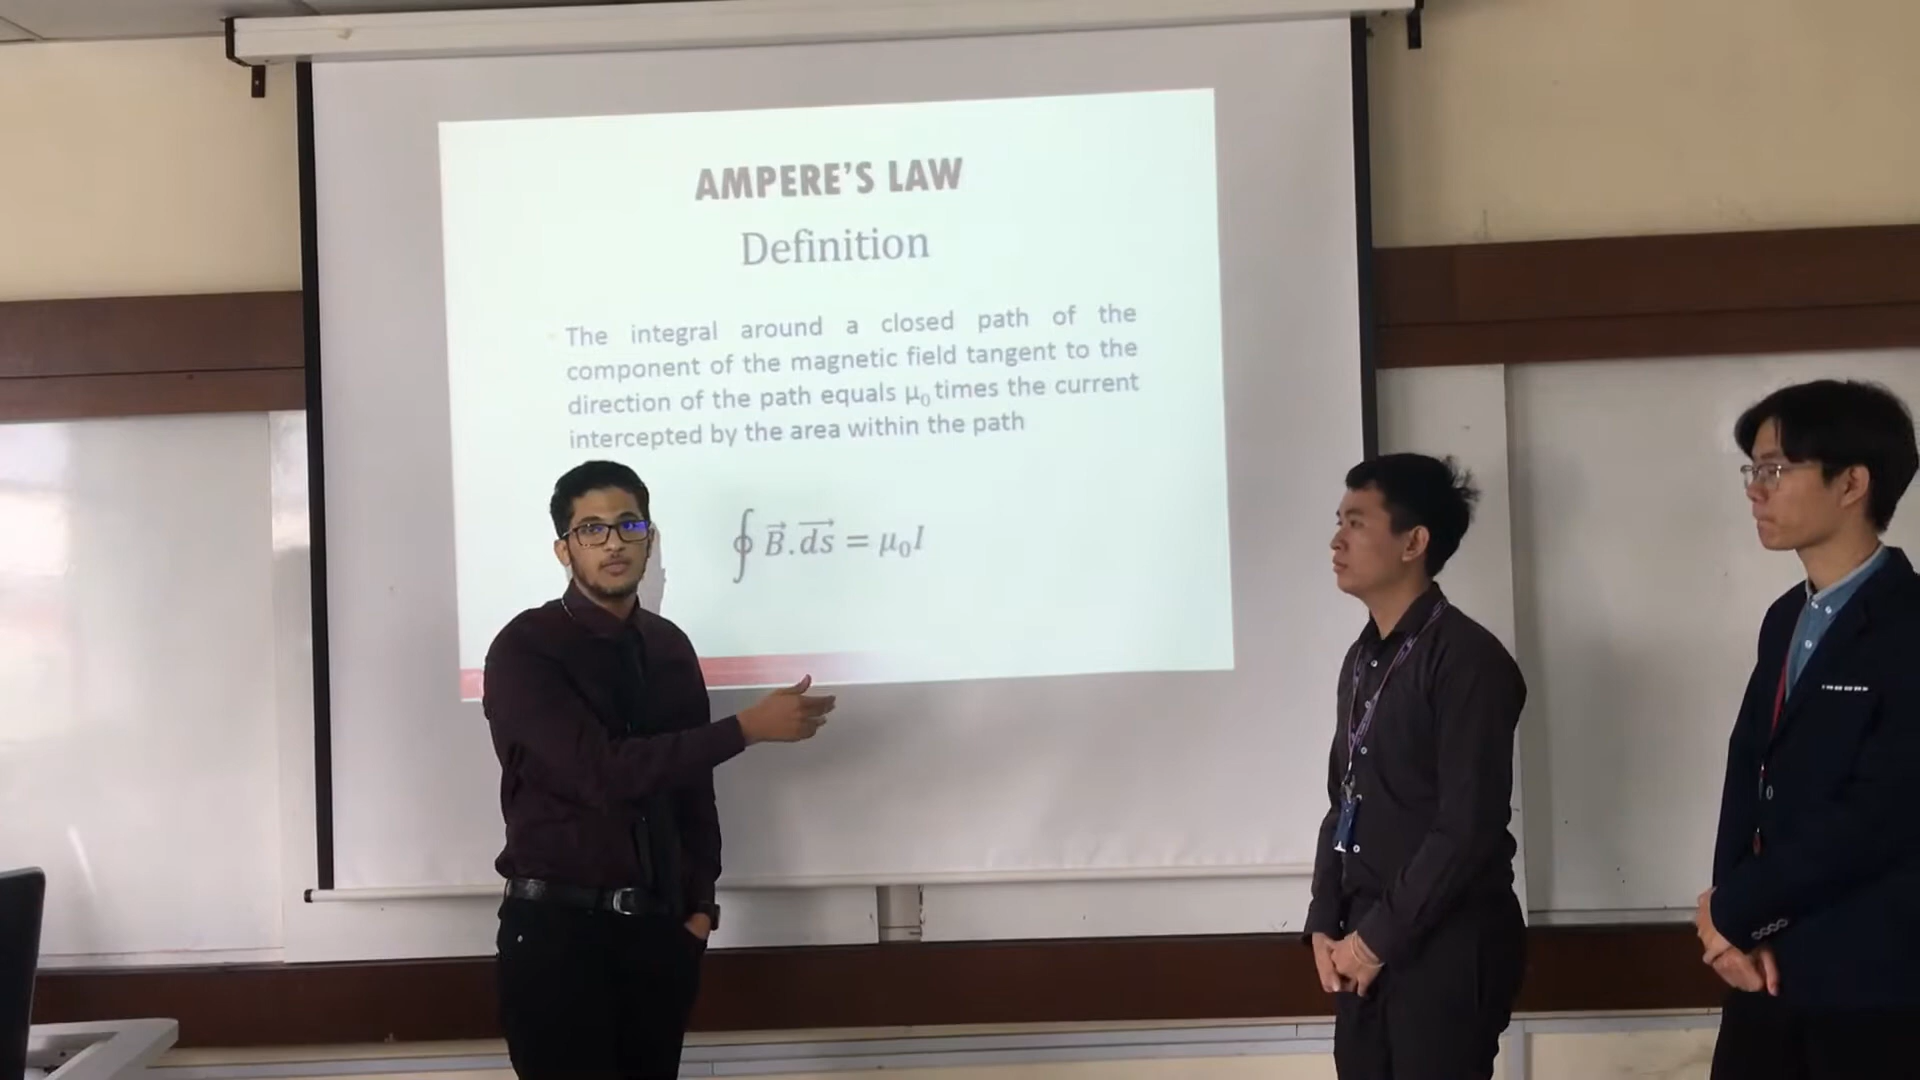 AMPERE'S LAW
Definition
The integral around a closed path of the
component of the magnetic field tangent to the
direction of the path equals μ₀ times the current
intercepted by the area within the path
∮ B⃗ . d⃗s⃗ = μ₀I